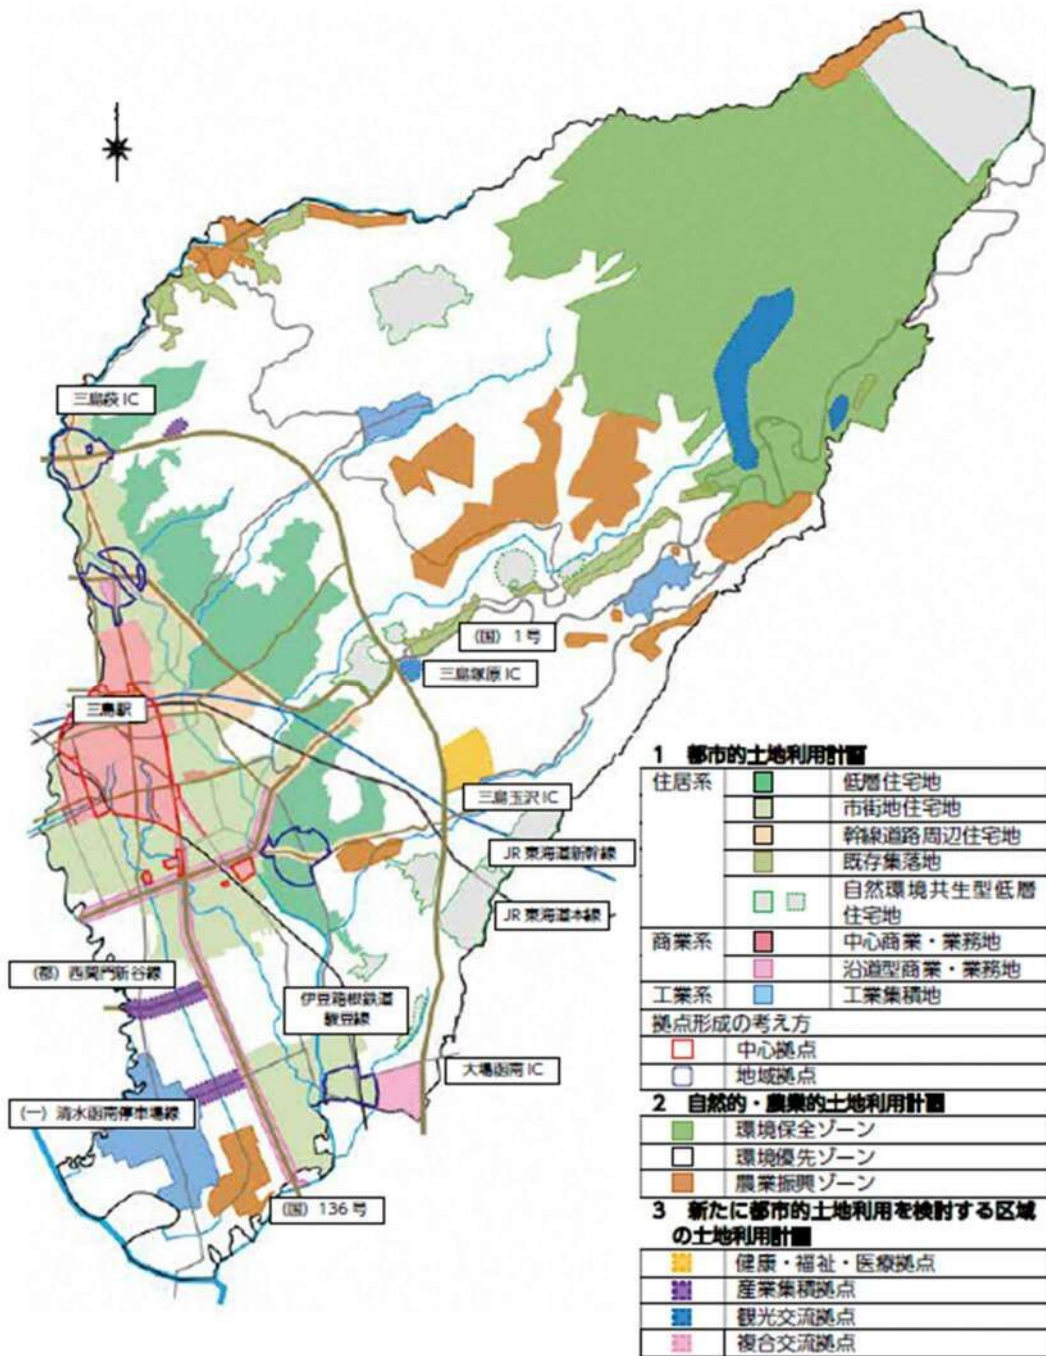 三島萩 IC
(国) 1号
三島塚原 IC
三島駅
三島玉沢 IC
JR 東海道新幹線
JR 東海道本線
(都) 西間門新谷線
伊豆箱根鉄道
駿豆線
大場函南 IC
(一) 清水函南停車場線
(国) 136号
1 都市的土地利用計画
住居系 低層住宅地
市街地住宅地
幹線道路周辺住宅地
既存集落地
自然環境共生型低層
住宅地
商業系 中心商業・業務地
沿道型商業・業務地
工業系 工業集積地
拠点形成の考え方
中心拠点
地域拠点
2 自然的・農業的土地利用計画
環境保全ゾーン
環境優先ゾーン
農業振興ゾーン
3 新たに都市的土地利用を検討する区域
の土地利用計画
健康・福祉・医療拠点
産業集積拠点
観光交流拠点
複合交流拠点